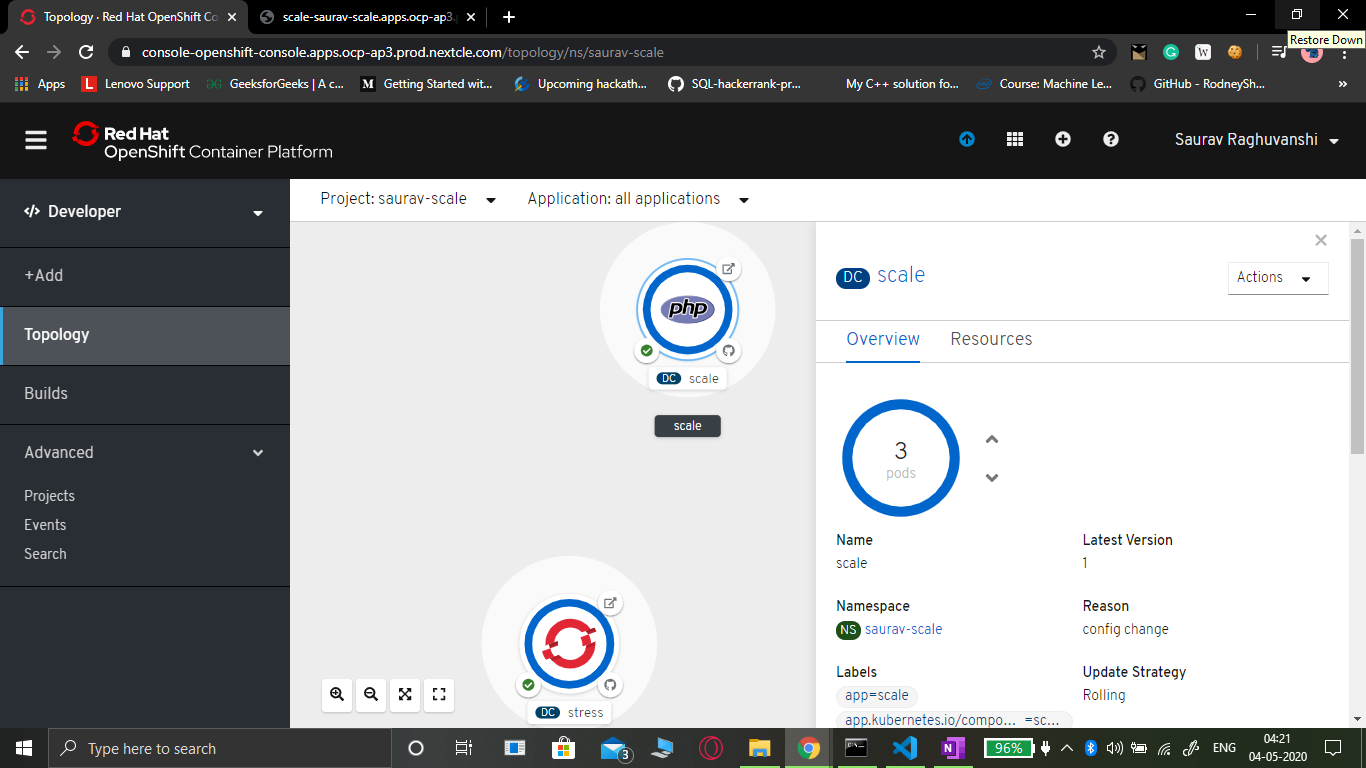 Topology · Red Hat OpenShift Co
scale-saurav-scale.apps.ocp-ap3.p
Restore Down
console-openshift-console.apps.ocp-ap3.prod.nextcle.com/topology/ns/saurav-scale
Apps
Lenovo Support
GeeksforGeeks | A c...
Getting Started wit...
Upcoming hackath...
SQL-hackerrank-pr...
My C++ solution fo...
Course: Machine Le...
GitHub - RodneySh...
»
Red Hat
OpenShift Container Platform
Saurav Raghuvanshi
Developer
+Add
Topology
Builds
Advanced
Projects
Events
Search
Project: saurav-scale
Application: all applications
php
DC scale
scale
DC stress
DC scale
Actions
Overview
Resources
3
pods
Name
scale
Latest Version
1
Namespace
NS saurav-scale
Reason
config change
Labels
app=scale
app.kubernetes.io/compo... =sc...
Update Strategy
Rolling
Type here to search
3
96%
ENG
04:21
04-05-2020